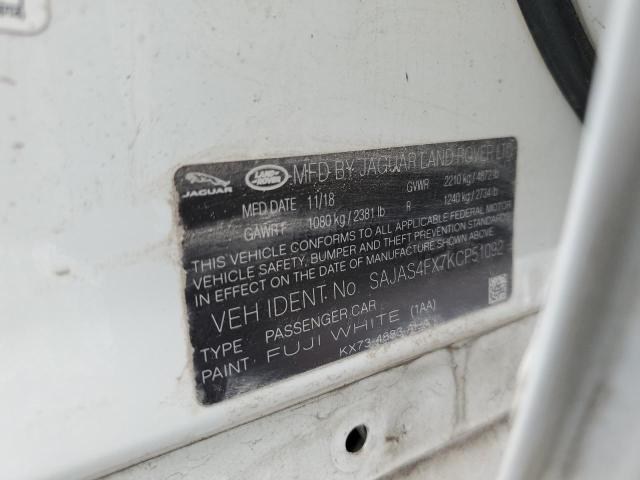 JAGUAR LAND ROVER MFD BY JAGUAR LAND ROVER LTD
MFD DATE 11/18 GVWR 2210 kg / 4872 lb
GAWR F 1080 kg / 2381 lb R 1240 kg / 2734 lb
THIS VEHICLE CONFORMS TO ALL APPLICABLE FEDERAL MOTOR
VEHICLE SAFETY, BUMPER AND THEFT PREVENTION STANDARDS
IN EFFECT ON THE DATE OF MANUFACTURE SHOWN ABOVE
VEH IDENT. No. SAJAS4FX7KCP51092
TYPE PASSENGER CAR
PAINT: FUJI WHITE (1AA)